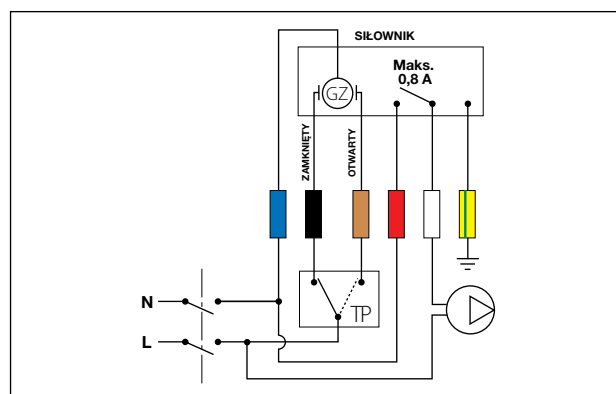 SIŁOWNIK
Maks.
0,8 A
GZ
ZAMKNIĘTY
OTWARTY
N
L
TP